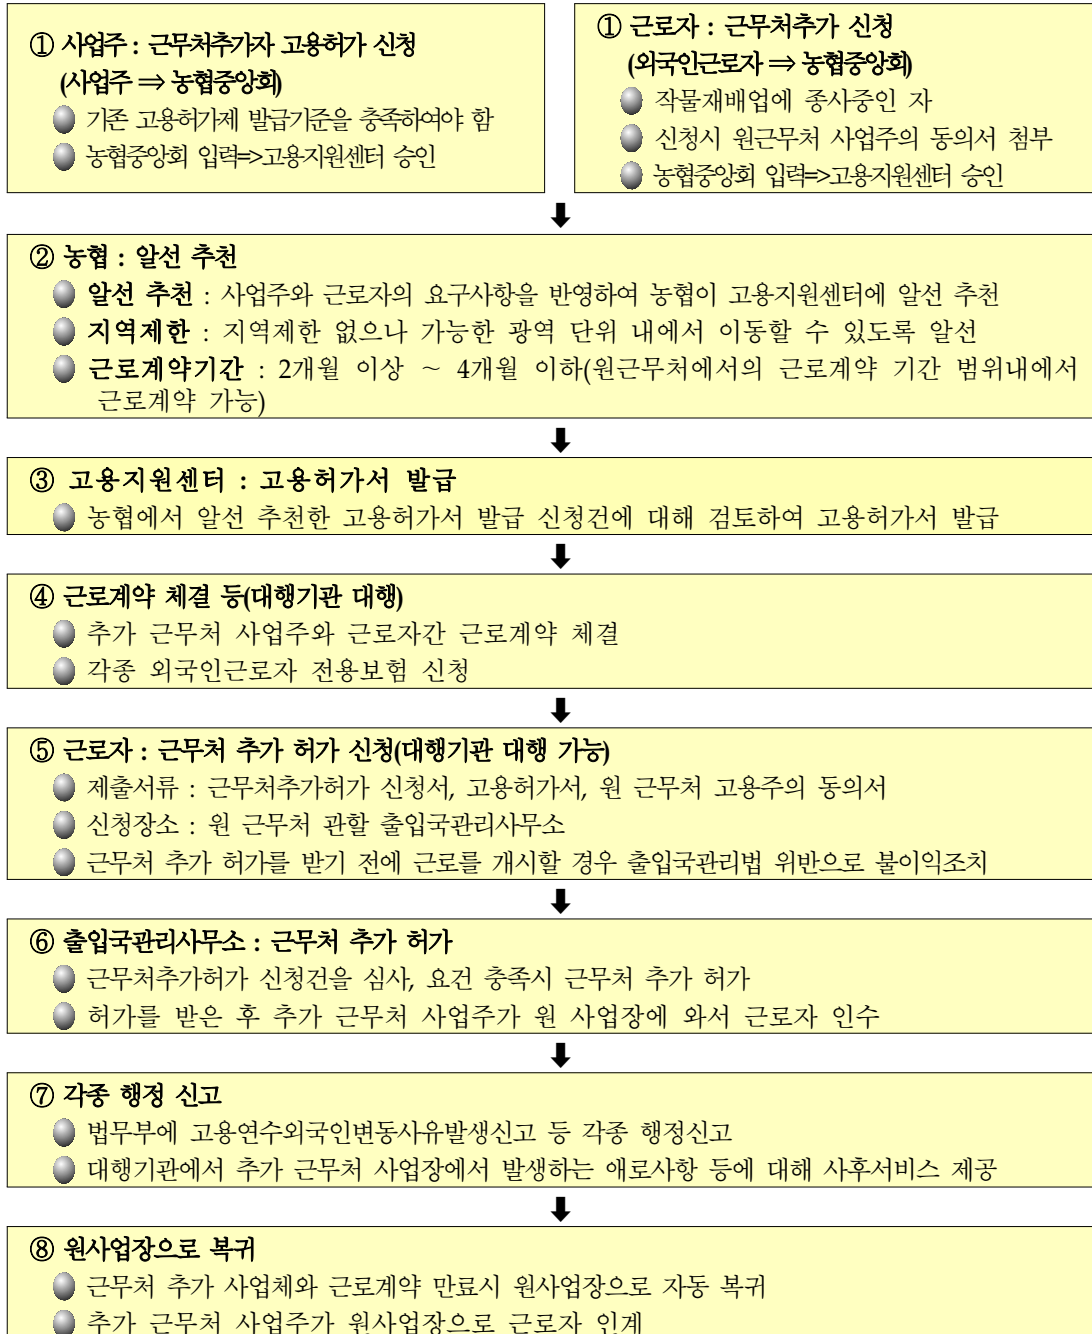 ① 사업주 : 근무처추가자 고용허가 신청
(사업주 ⇒ 농협중앙회)
기존 고용허가제 발급기준을 충족하여야 함
농협중앙회 입력=>고용지원센터 승인
① 근로자 : 근무처추가 신청
(외국인근로자 ⇒ 농협중앙회)
작물재배업에 종사중인 자
신청시 원근무처 사업주의 동의서 첨부
농협중앙회 입력=>고용지원센터 승인
② 농협 : 알선 추천
알선 추천 : 사업주와 근로자의 요구사항을 반영하여 농협이 고용지원센터에 알선 추천
지역제한 : 지역제한 없으나 가능한 광역 단위 내에서 이동할 수 있도록 알선
근로계약기간 : 2개월 이상 ~ 4개월 이하(원근무처에서의 근로계약 기간 범위내에서
근로계약 가능)
③ 고용지원센터 : 고용허가서 발급
농협에서 알선 추천한 고용허가서 발급 신청건에 대해 검토하여 고용허가서 발급
④ 근로계약 체결 등(대행기관 대행)
추가 근무처 사업주와 근로자간 근로계약 체결
각종 외국인근로자 전용보험 신청
⑤ 근로자 : 근무처 추가 허가 신청(대행기관 대행 가능)
제출서류 : 근무처추가허가 신청서, 고용허가서, 원 근무처 고용주의 동의서
신청장소 : 원 근무처 관할 출입국관리사무소
근무처 추가 허가를 받기 전에 근로를 개시할 경우 출입국관리법 위반으로 불이익조치
⑥ 출입국관리사무소 : 근무처 추가 허가
근무처추가허가 신청건을 심사, 요건 충족시 근무처 추가 허가
허가를 받은 후 추가 근무처 사업주가 원 사업장에 와서 근로자 인수
⑦ 각종 행정 신고
법무부에 고용연수외국인변동사유발생신고 등 각종 행정신고
대행기관에서 추가 근무처 사업장에서 발생하는 애로사항 등에 대해 사후서비스 제공
⑧ 원사업장으로 복귀
근무처 추가 사업체와 근로계약 만료시 원사업장으로 자동 복귀
추가 근무처 사업주가 원사업장으로 근로자 인계